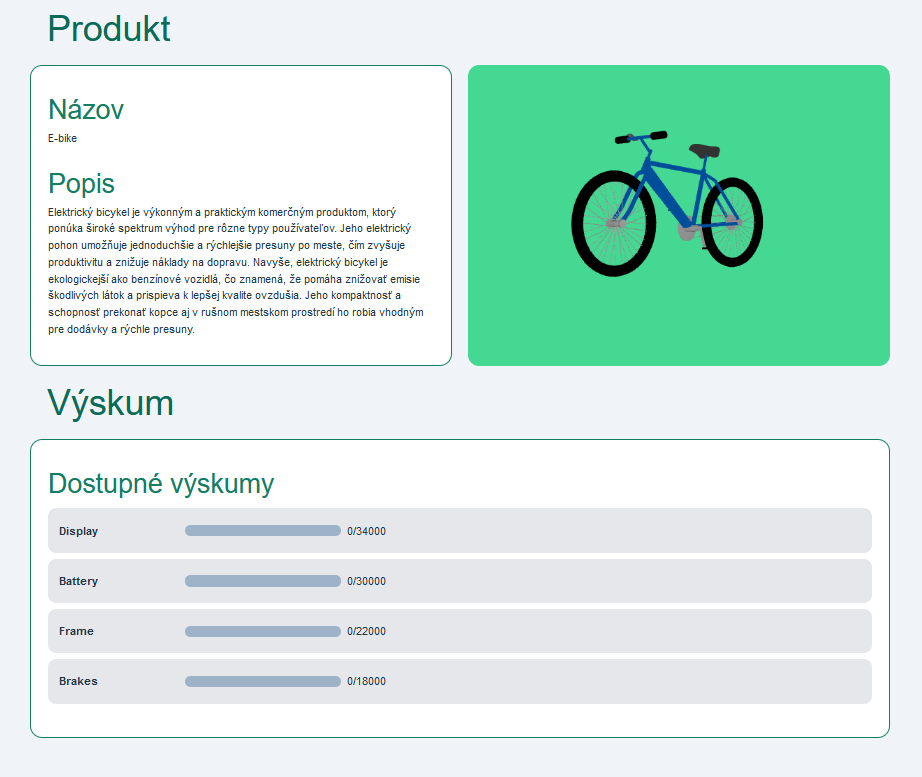 Produkt
Názov
E-bike
Popis
Elektrický bicykel je výkonným a praktickým komerčným produktom, ktorý
ponúka široké spektrum výhod pre rôzne typy používateľov. Jeho elektrický
pohon umožňuje jednoduchšie a rýchlejšie presuny po meste, čím zvyšuje
produktivitu a znižuje náklady na dopravu. Navyše, elektrický bicykel je
ekologickejší ako benzínové vozidlá, čo znamená, že pomáha znižovať emisie
škodlivých látok a prispieva k lepšej kvalite ovzdušia. Jeho kompaktnosť a
schopnosť prekonať kopce aj v rušnom mestskom prostredí ho robia vhodným
pre dodávky a rýchle presuny.
Výskum
Dostupné výskumy
Display 0/34000
Battery 0/30000
Frame 0/22000
Brakes 0/18000